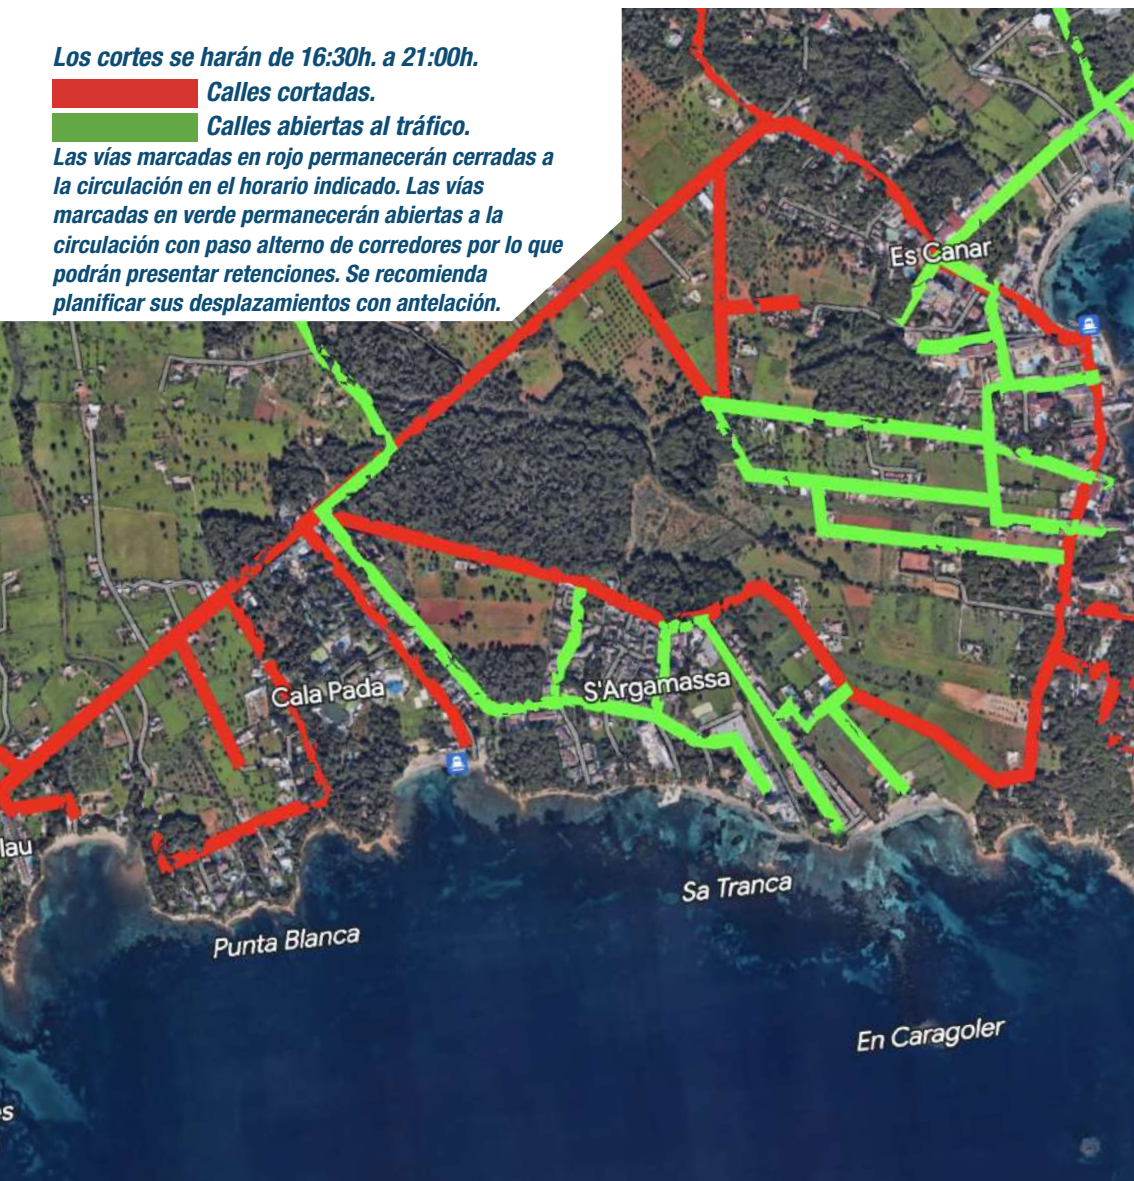 Los cortes se harán de 16:30h. a 21:00h.
Calles cortadas.
Calles abiertas al tráfico.
Las vías marcadas en rojo permanecerán cerradas a
la circulación en el horario indicado. Las vías
marcadas en verde permanecerán abiertas a la
circulación con paso alterno de corredores por lo que
podrán presentar retenciones. Se recomienda
planificar sus desplazamientos con antelación.
Es Canar
S'Argamassa
Cala Pada
lau
Sa Tranca
Punta Blanca
En Caragoler